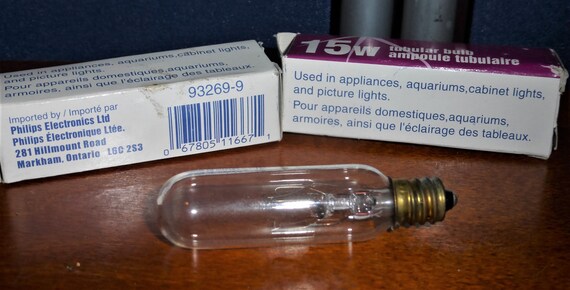 Used in appliances, aquariums,cabinet lights,
and picture lights.
Pour appareils domestiques,aquariums,
armoires, ainsi que l'éclairage des tableaux.
Imported by / Importé par
Philips Electronics Ltd
Philips Électronique Ltée.
281 Hillmount Road
Markham, Ontario L6C 2S3
93269-9
0 67805 11667 1
15w tubular bulb
ampoule tubulaire
Used in appliances, aquariums,cabinet lights,
and picture lights.
Pour appareils domestiques,aquariums,
armoires, ainsi que l'éclairage des tableaux.